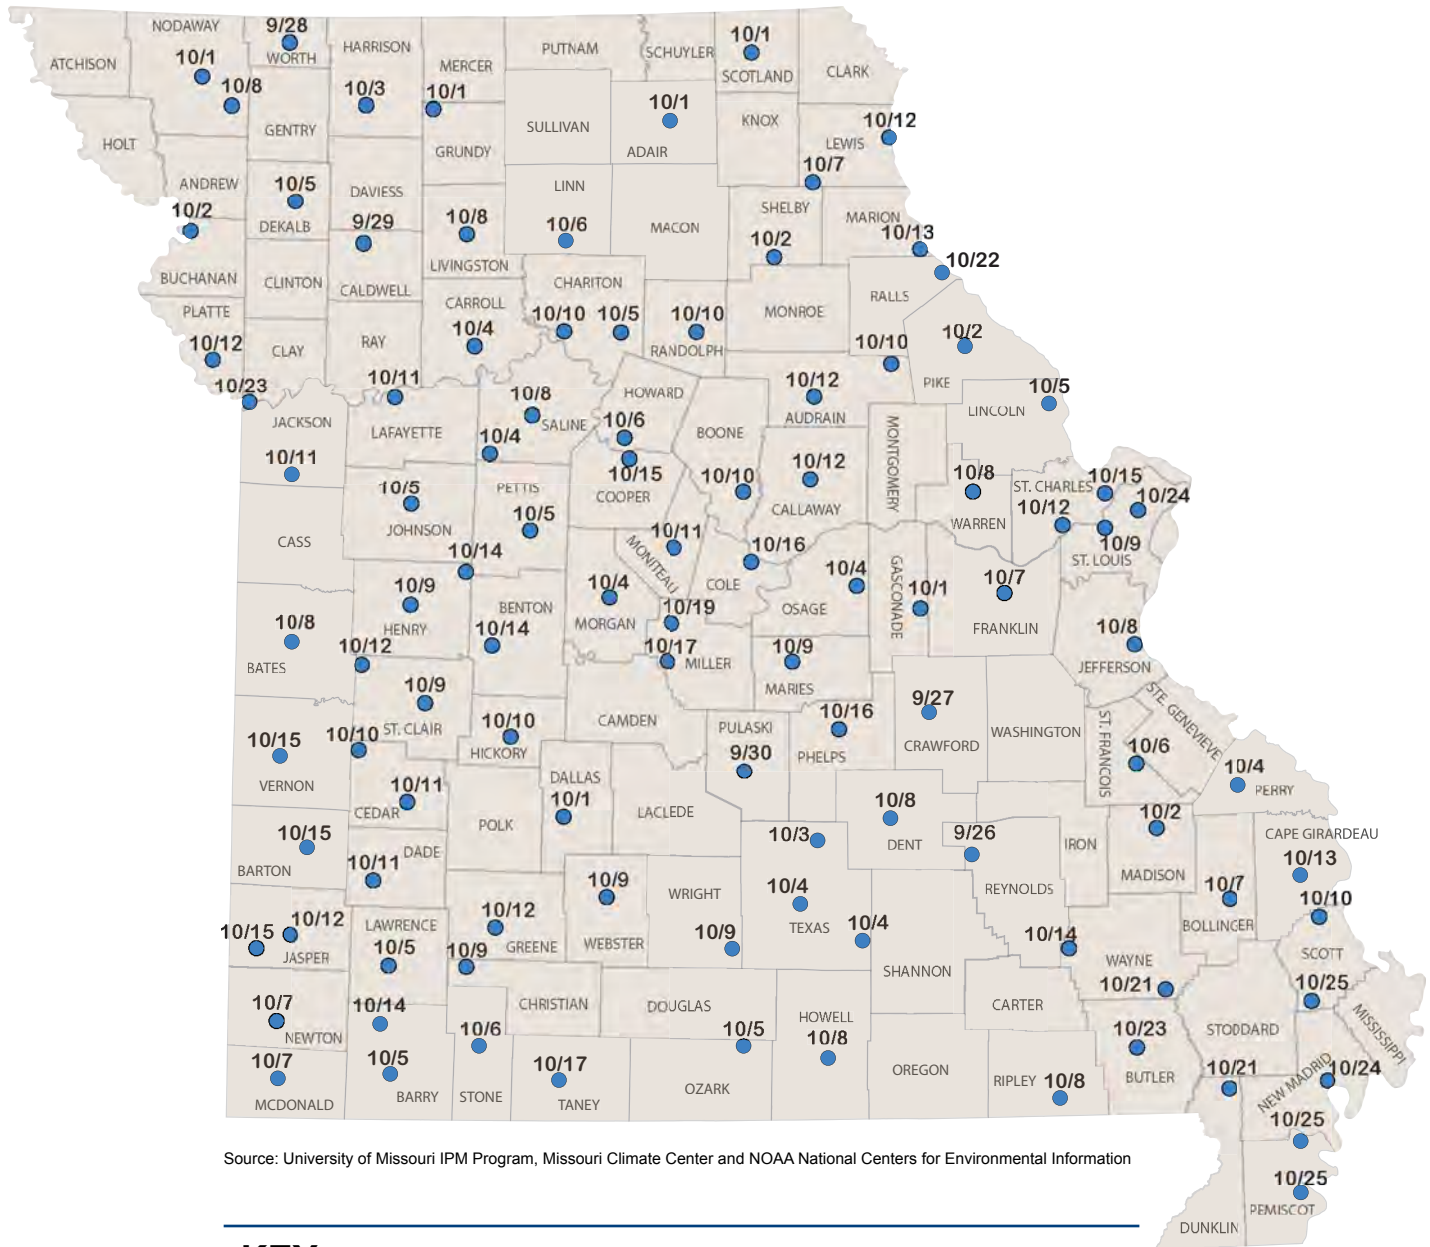 NODAWAY
9/28
WORTH
HARRISON
PUTNAM
SCHUYLER
10/1
SCOTLAND
CLARK
ATCHISON
10/1
10/8
10/3
MERCER
10/1
10/1
ADAIR
KNOX
10/12
LEWIS
HOLT
GENTRY
SULLIVAN
GRUNDY
10/7
ANDREW
10/5
DEKALB
DAVIESS
LINN
SHELBY
MARION
10/2
9/29
10/8
10/6
MACON
10/2
10/13
10/22
BUCHANAN
CLINTON
CALDWELL
LIVINGSTON
CHARITON
RALLS
PLATTE
CARROLL
MONROE
10/12
CLAY
RAY
10/4
10/10
10/5
10/10
RANDOLPH
10/10
10/2
PIKE
10/23
10/11
10/8
HOWARD
10/12
AUDRAIN
10/5
LINCOLN
JACKSON
LAFAYETTE
SALINE
10/6
BOONE
MONTGOMERY
10/11
10/4
10/15
COOPER
10/10
10/12
CALLAWAY
10/8
WARREN
ST. CHARLES
10/15
10/24
10/12
10/9
ST. LOUIS
10/5
JOHNSON
PETTIS
10/5
CASS
10/14
10/11
MONITEAU
10/16
COLE
10/9
HENRY
BENTON
10/4
MORGAN
10/4
OSAGE
GASCONADE
10/1
10/7
FRANKLIN
10/8
BATES
10/14
10/19
10/12
10/17
MILLER
10/9
MARIES
10/8
JEFFERSON
10/9
ST. CLAIR
10/10
HICKORY
CAMDEN
PULASKI
9/30
10/16
PHELPS
9/27
CRAWFORD
WASHINGTON
ST. FRANCOIS
STE. GENEVIEVE
10/6
10/15
VERNON
10/10
10/11
CEDAR
DALLAS
10/1
POLK
LACLEDE
10/4
PERRY
10/15
BARTON
10/11
DADE
10/3
10/8
DENT
9/26
IRON
10/2
MADISON
CAPE GIRARDEAU
10/13
10/9
WEBSTER
WRIGHT
10/4
TEXAS
REYNOLDS
10/7
BOLLINGER
10/10
10/15
10/12
JASPER
LAWRENCE
10/5
10/12
GREENE
10/9
10/9
10/4
SHANNON
10/14
WAYNE
10/21
SCOTT
10/25
10/7
NEWTON
10/14
CHRISTIAN
DOUGLAS
HOWELL
10/8
CARTER
STODDARD
MISSISSIPPI
10/6
10/5
10/23
BUTLER
10/7
MCDONALD
10/5
BARRY
STONE
10/17
TANEY
OZARK
OREGON
RIPLEY
10/8
10/21
NEW MADRID
10/24
10/25
10/25
PEMISCOT
DUNKLIN
Source: University of Missouri IPM Program, Missouri Climate Center and NOAA National Centers for Environmental Information